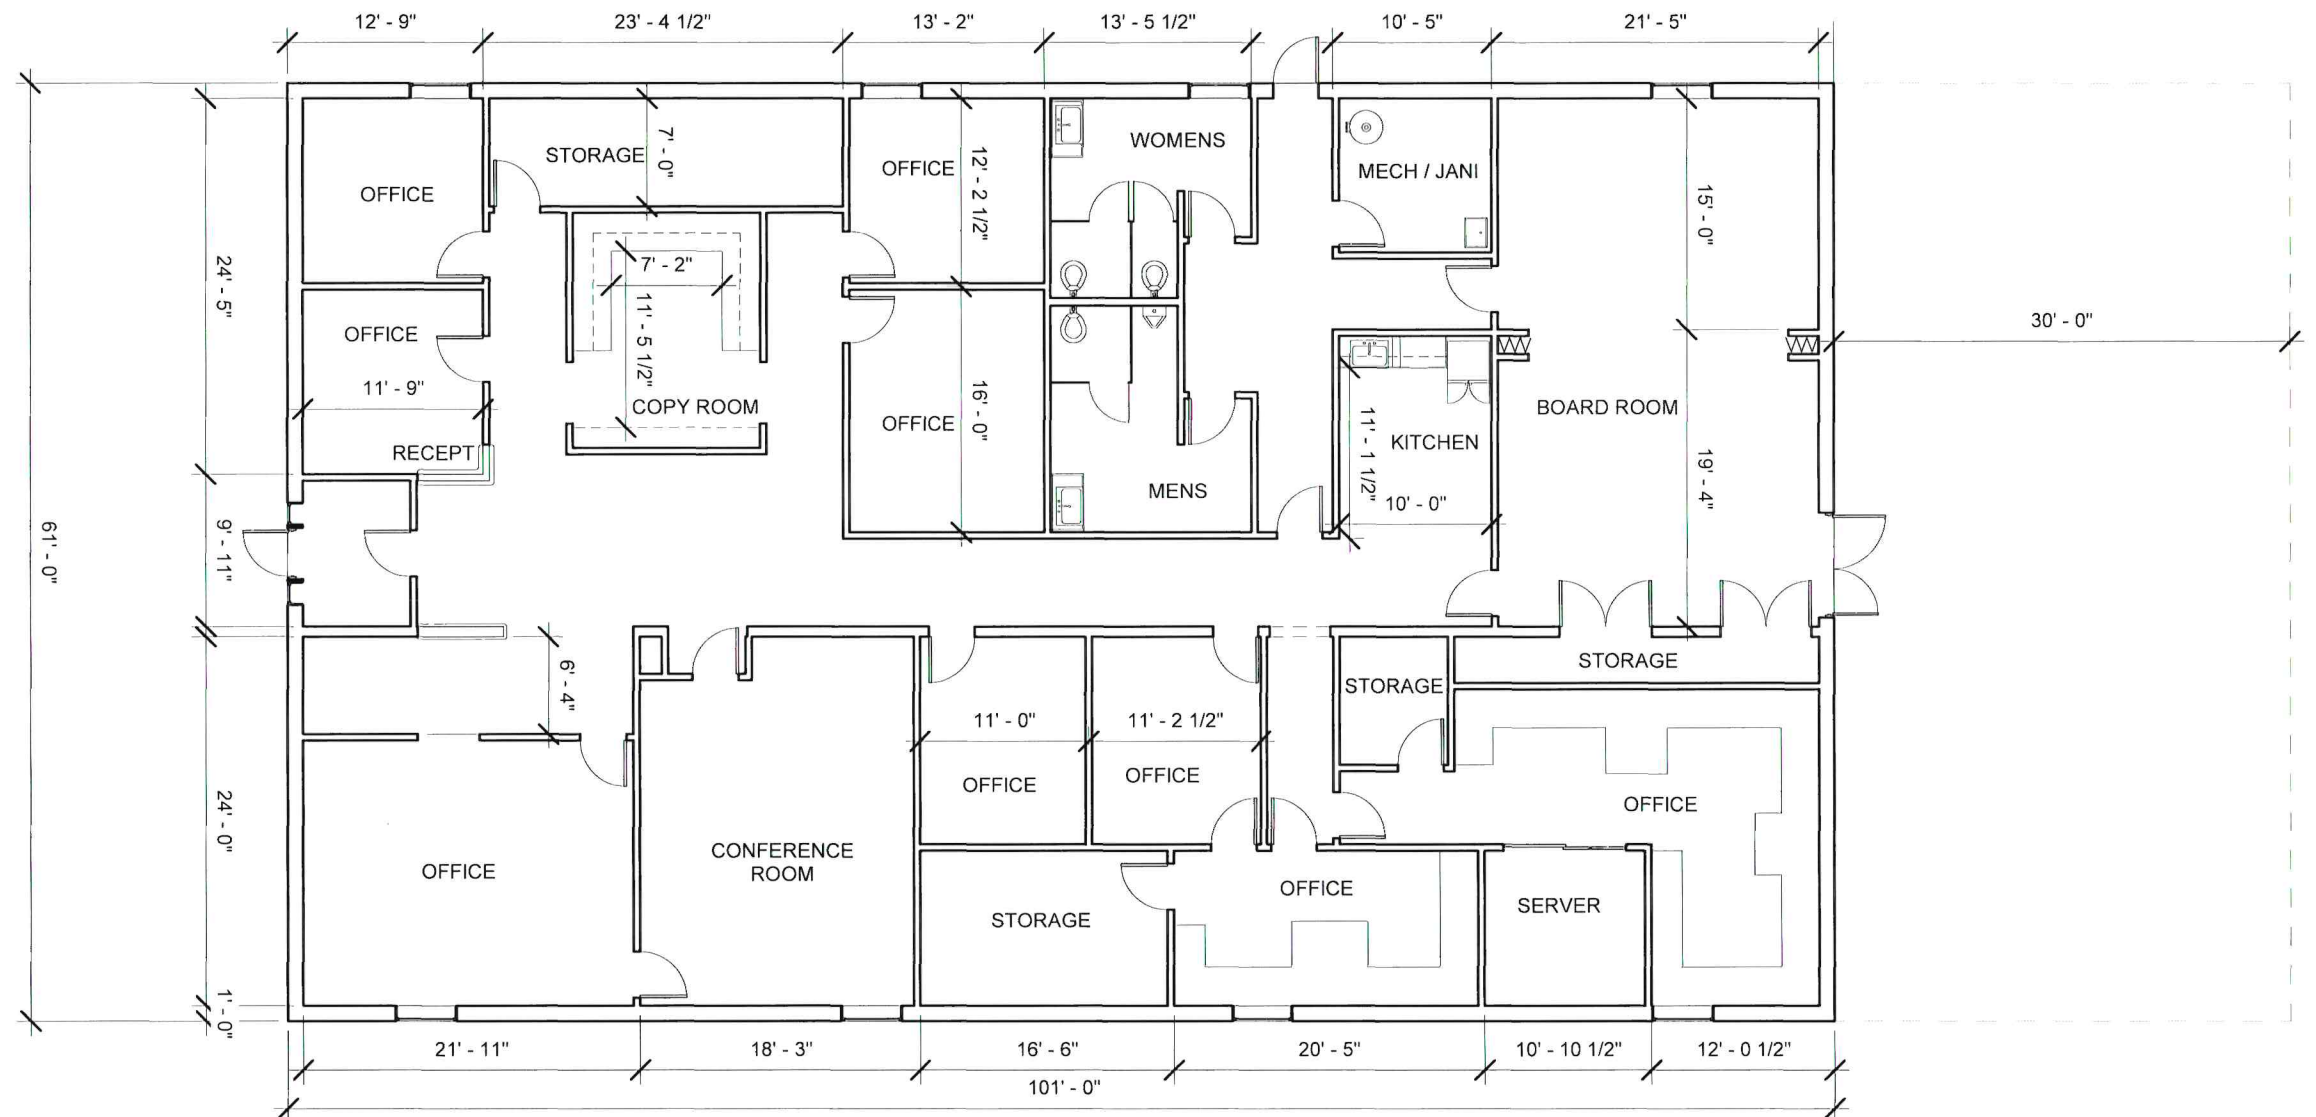 12' - 9"
23' - 4 1/2"
13' - 2"
13' - 5 1/2"
10' - 5"
21' - 5"
WOMENS
STORAGE
7' - 0"
OFFICE
12' - 2 1/2"
MECH / JANI
OFFICE
15' - 0"
24' - 5"
7' - 2"
30' - 0"
OFFICE
11' - 5 1/2"
11' - 9"
COPY ROOM
OFFICE
16' - 0"
BOARD ROOM
RECEPT
KITCHEN
11' - 1 1/2"
MENS
10' - 0"
19' - 4"
9' - 11"
61' - 0"
6' - 4"
STORAGE
STORAGE
11' - 0"
11' - 2 1/2"
OFFICE
OFFICE
OFFICE
24' - 0"
CONFERENCE
ROOM
OFFICE
OFFICE
STORAGE
SERVER
1' - 0"
21' - 11"
18' - 3"
16' - 6"
20' - 5"
10' - 10 1/2"
12' - 0 1/2"
101' - 0"